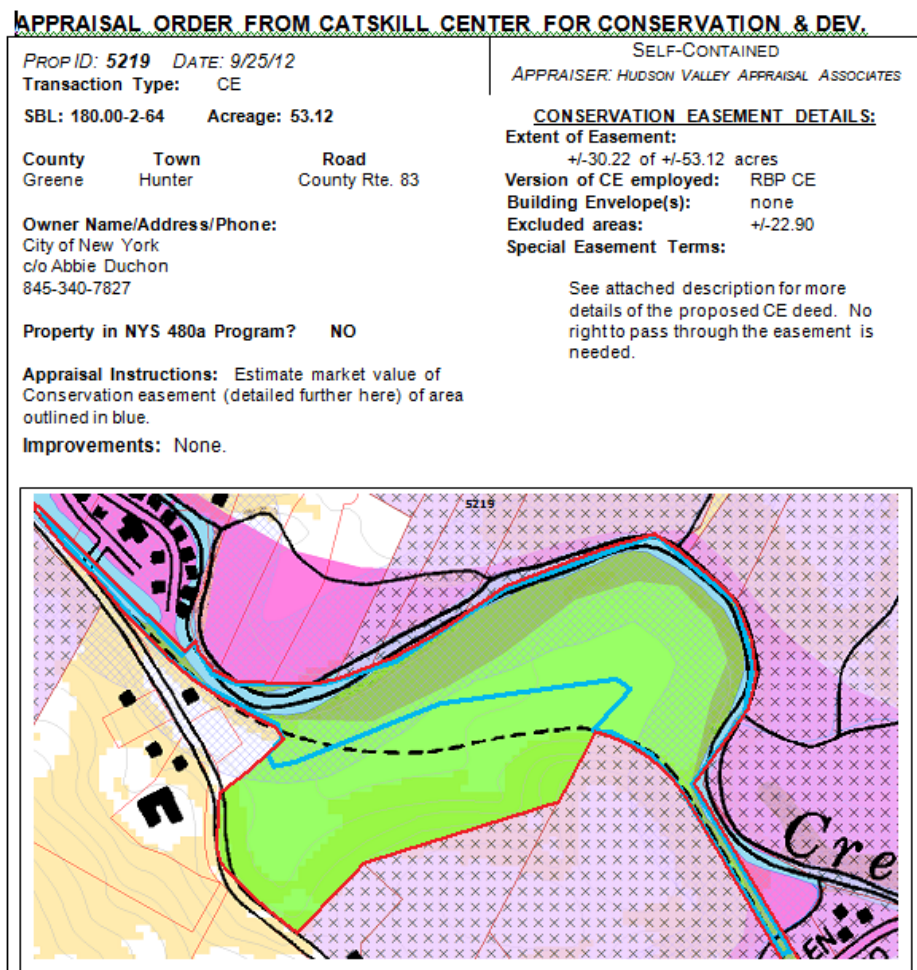 APPRAISAL ORDER FROM CATSKILL CENTER FOR CONSERVATION & DEV.
PROP ID: 5219 DATE: 9/25/12
Transaction Type: CE
SBL: 180.00-2-64 Acreage: 53.12
County Town Road
Greene Hunter County Rte. 83
Owner Name/Address/Phone:
City of New York
c/o Abbie Duchon
845-340-7827
Property in NYS 480a Program? NO
Appraisal Instructions: Estimate market value of
Conservation easement (detailed further here) of area
outlined in blue.
Improvements: None.
SELF-CONTAINED
APPRAISER: HUDSON VALLEY APPRAISAL ASSOCIATES
CONSERVATION EASEMENT DETAILS:
Extent of Easement:
+/-30.22 of +/-53.12 acres
Version of CE employed: RBP CE
Building Envelope(s): none
Excluded areas: +/-22.90
Special Easement Terms:
See attached description for more
details of the proposed CE deed. No
right to pass through the easement is
needed.
5219
Cre
EN